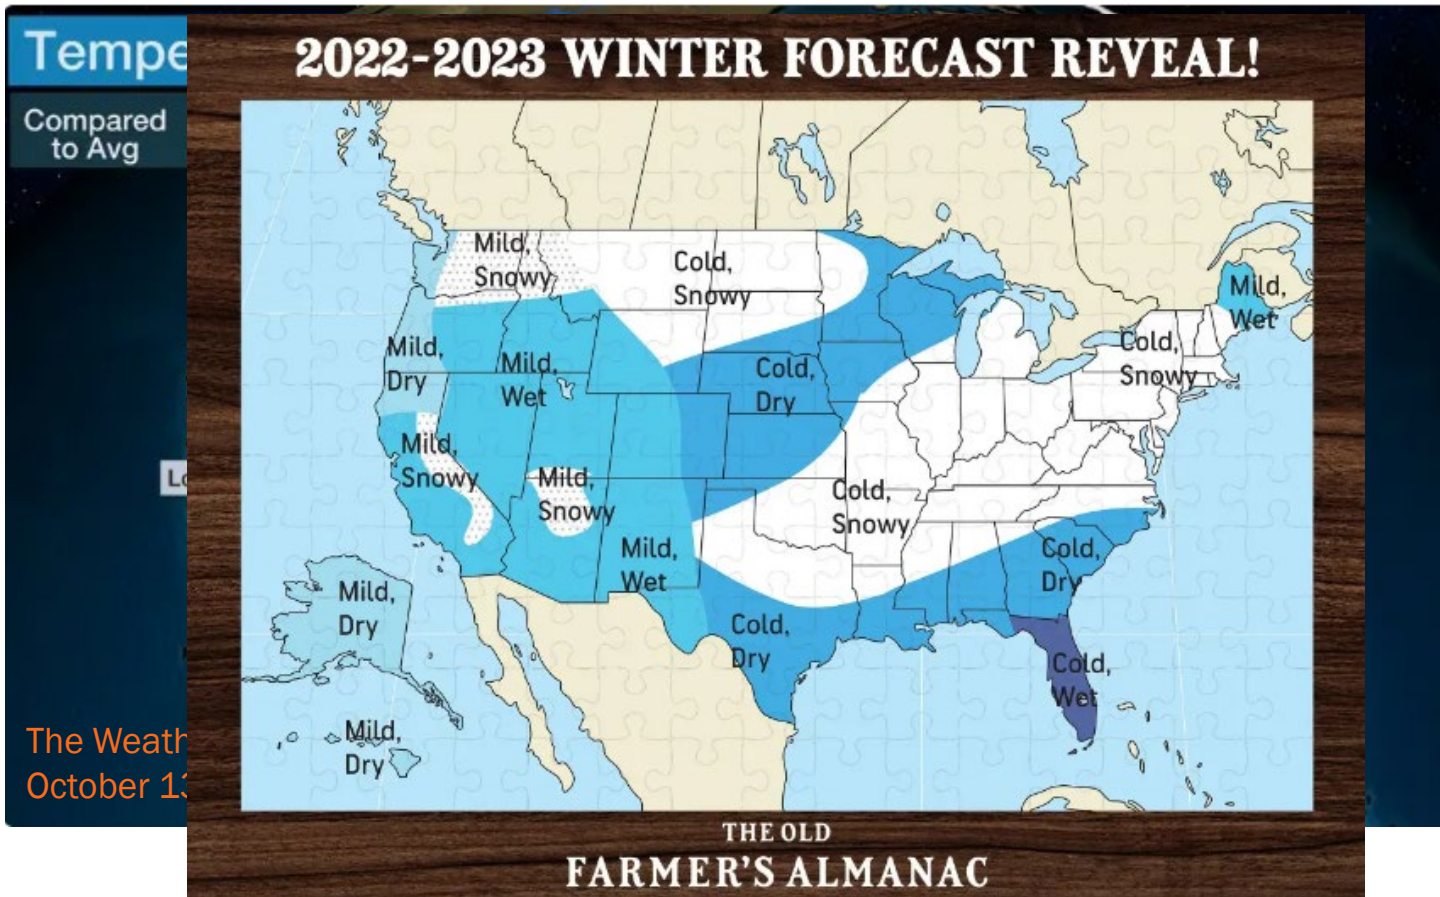 Tempe
Compared
to Avg
2022-2023 WINTER FORECAST REVEAL!
Mild,
Snowy
Cold,
Snowy
Mild,
Wet
Cold,
Snowy
Mild,
Dry
Mild,
Wet
Cold,
Dry
Mild,
Snowy
Mild,
Snowy
Cold,
Snowy
Mild,
Wet
Cold,
Dry
Mild,
Dry
Cold,
Dry
Cold,
Wet
Mild,
Dry
The Weath
October 13
THE OLD
FARMER'S ALMANAC